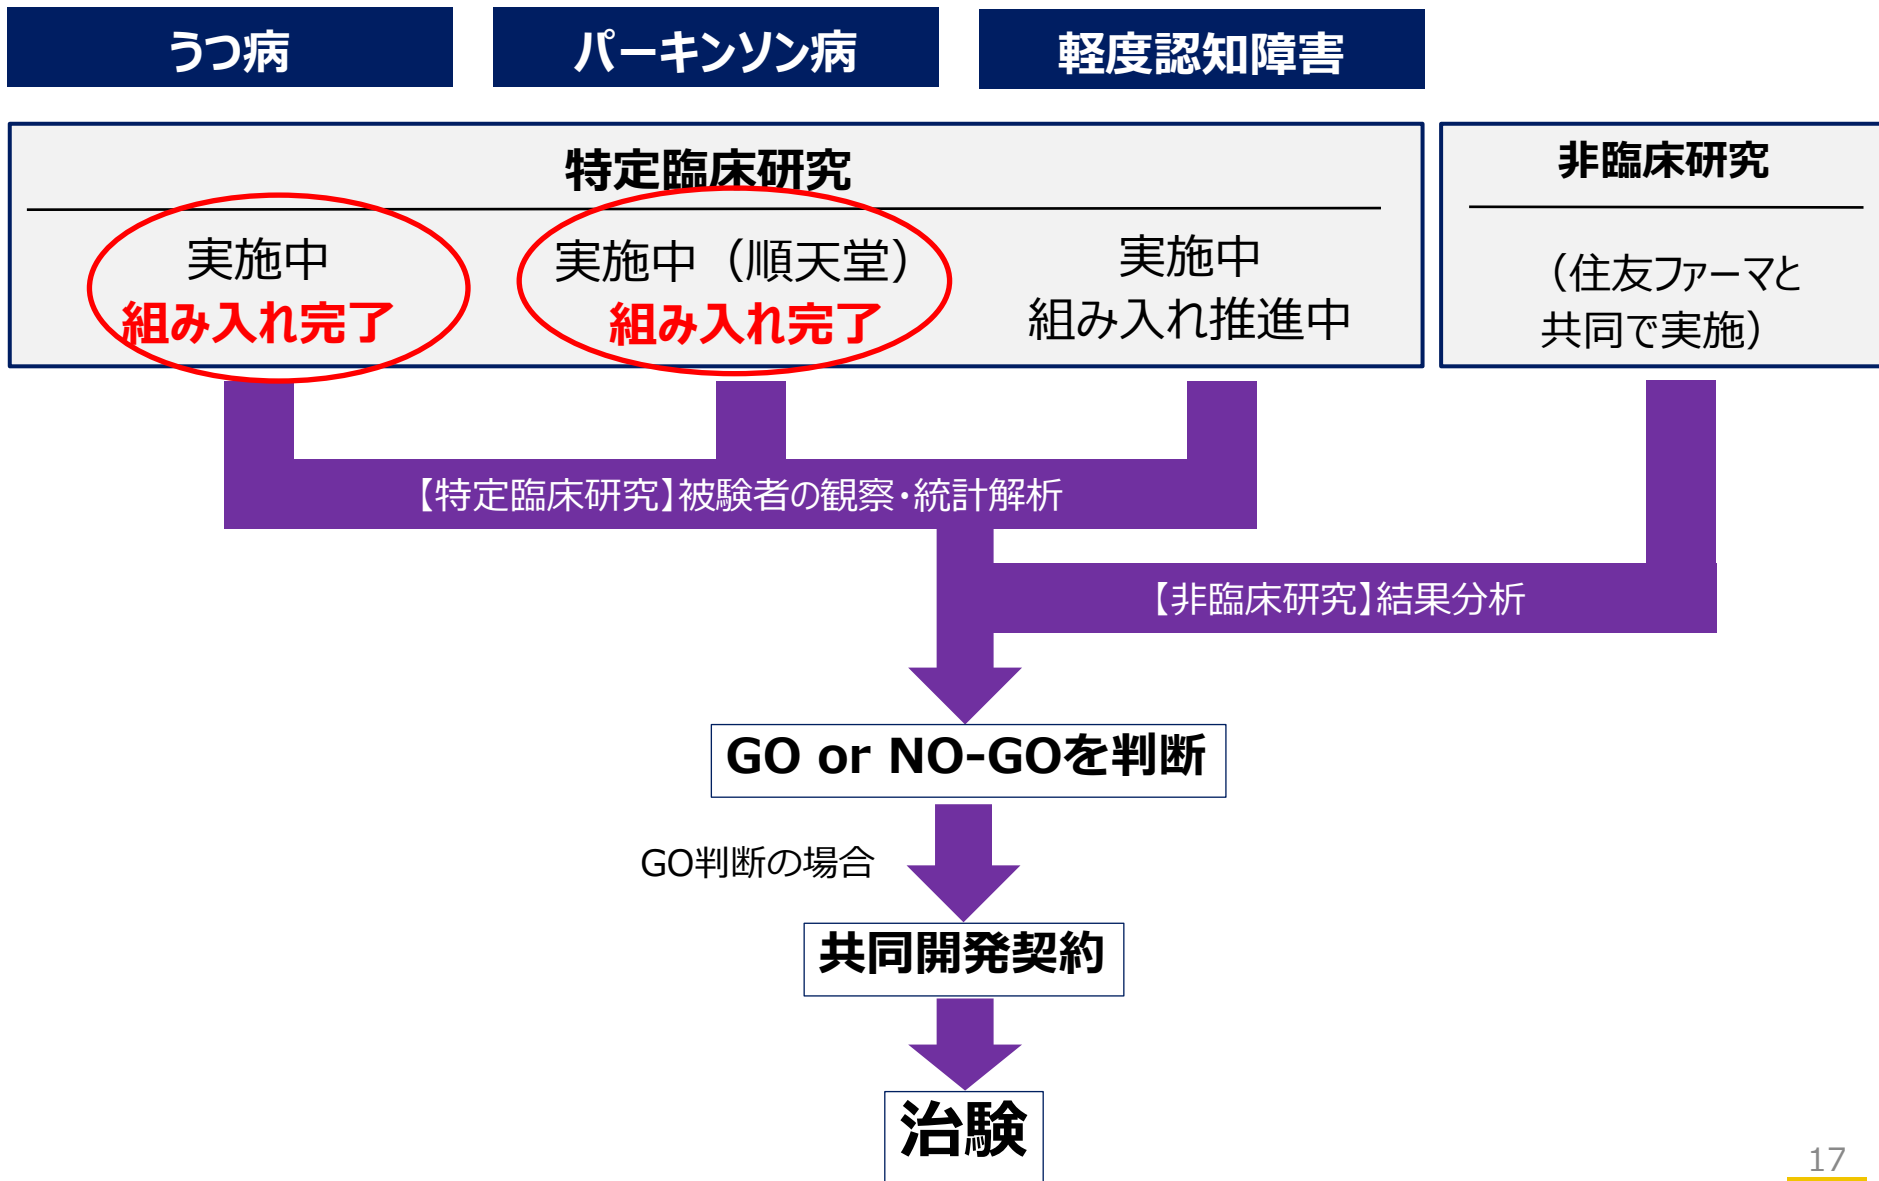 うつ病
パーキンソン病
軽度認知障害
特定臨床研究
実施中
組み入れ完了
実施中（順天堂）
組み入れ完了
実施中
組み入れ推進中
非臨床研究
（住友ファーマと
共同で実施）
【特定臨床研究】被験者の観察・統計解析
【非臨床研究】結果分析
GO or NO-GOを判断
GO判断の場合
共同開発契約
治験
17